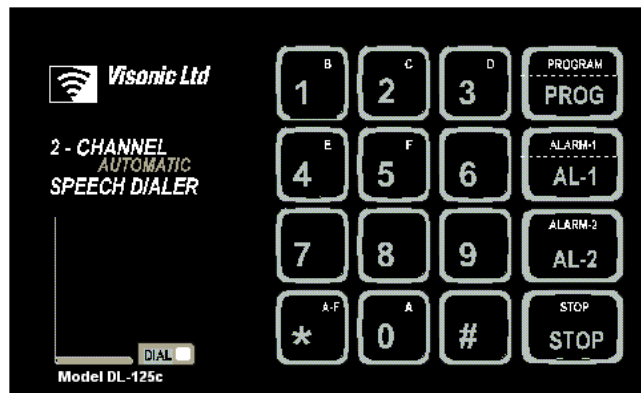 Visonic Ltd
2 - CHANNEL
AUTOMATIC
SPEECH DIALER
DIAL
Model DL-125c
B C D PROGRAM
1 2 3 PROG
E F ALARM-1
4 5 6 AL-1
ALARM-2
7 8 9 AL-2
A-F A STOP
* 0 # STOP